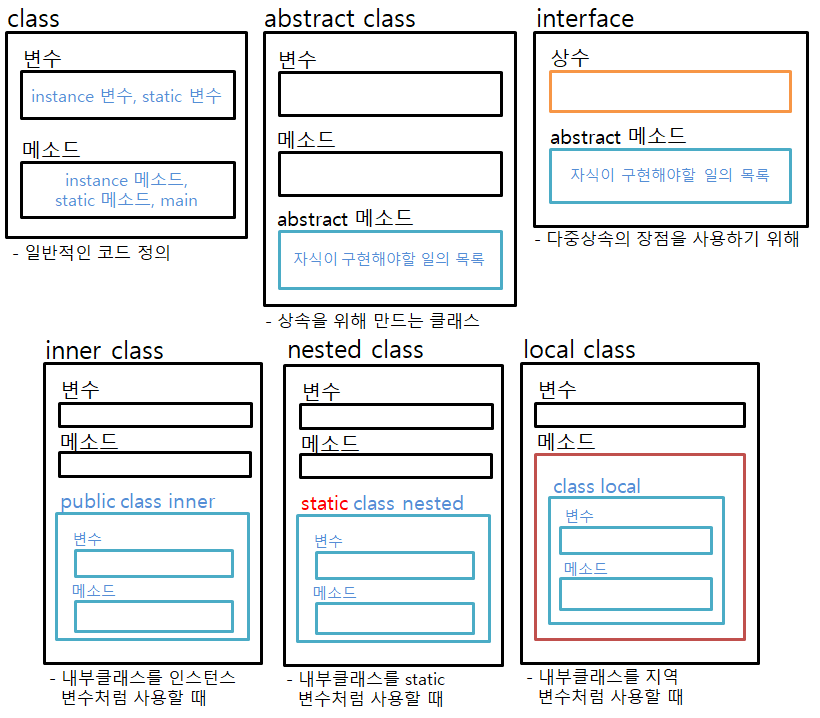 class
변수
instance 변수, static 변수
메소드
instance 메소드,
static 메소드, main
- 일반적인 코드 정의
abstract class
변수
메소드
abstract 메소드
자식이 구현해야할 일의 목록
- 상속을 위해 만드는 클래스
interface
상수
abstract 메소드
자식이 구현해야할 일의 목록
- 다중상속의 장점을 사용하기 위해
inner class
변수
메소드
public class inner
변수
메소드
- 내부클래스를 인스턴스
변수처럼 사용할 때
nested class
변수
메소드
static class nested
변수
메소드
- 내부클래스를 static
변수처럼 사용할 때
local class
변수
메소드
class local
변수
메소드
- 내부클래스를 지역
변수처럼 사용할 때